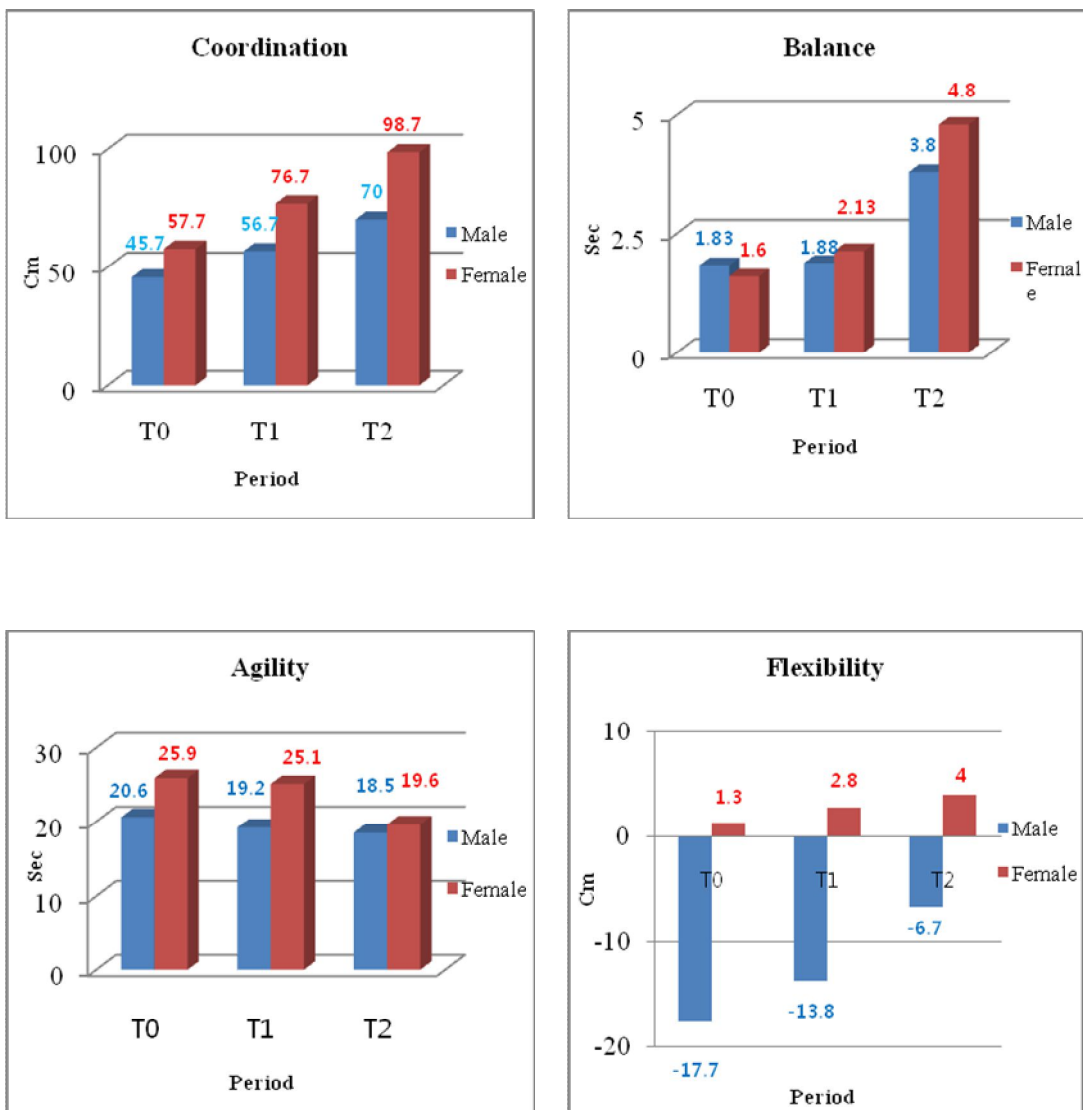 Coordination
98.7
100
76.7
70
57.7
56.7
45.7
50
0
Cm
Male
Female
T0 T1 T2
Period
Balance
4.8
5
3.8
2.13
1.83
1.88
1.6
2.5
0
Sec
Male
Femal
e
T0 T1 T2
Period
Agility
30
25.9
25.1
20.6
19.2
18.5
19.6
20
10
0
Sec
Male
Female
T0 T1 T2
Period
Flexibility
10
4
2.8
1.3
0
Male
Female
T0 T1 T2
Cm
-6.7
-10
-13.8
-20
-17.7
Period